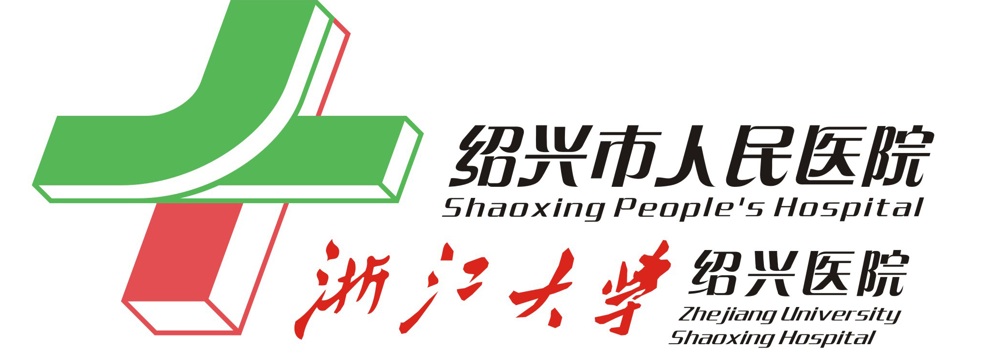 绍兴市人民医院
Shaoxing People's Hospital
浙江大学 绍兴医院
Zhejiang University
Shaoxing Hospital